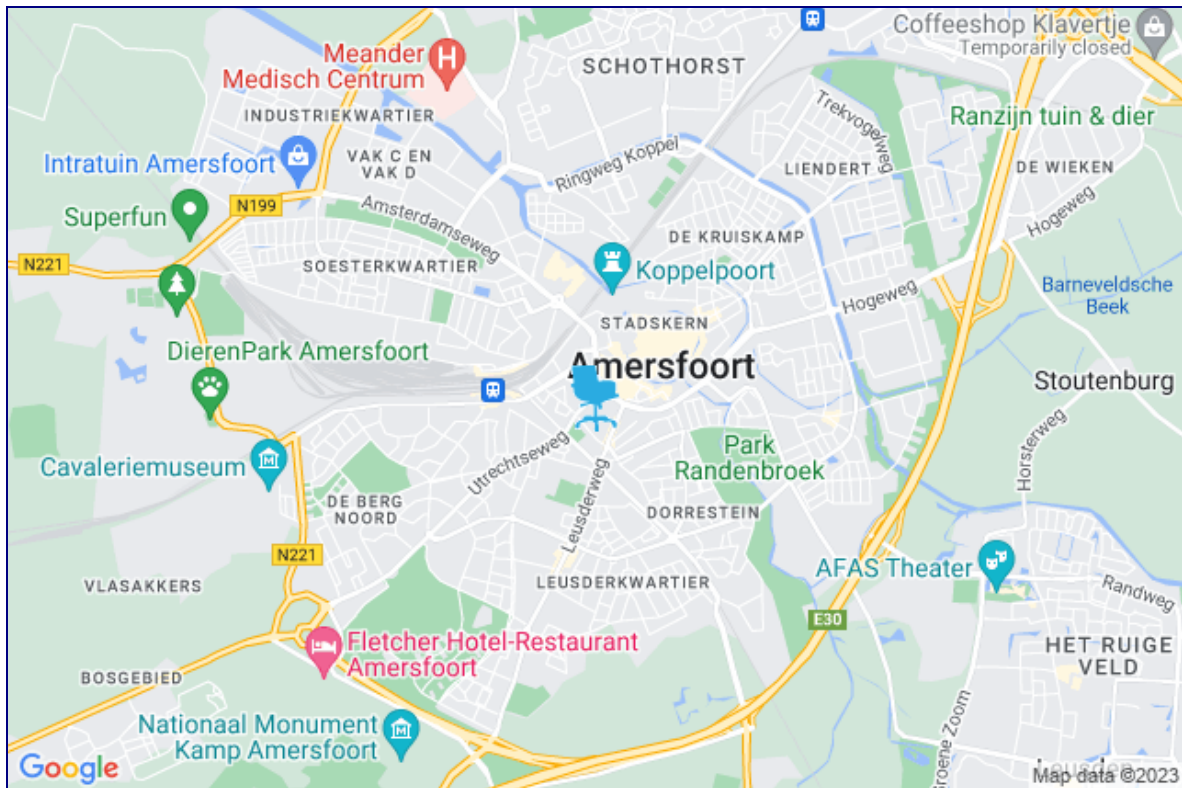 Coffeeshop Klavertje
Temporarily closed
Meander
Medisch Centrum
SCHOTHORST
INDUSTRIEKWARTIER
Trekvogelweg
Ranzijn tuin & dier
Intratuin Amersfoort
VAK C EN
VAK D
Ringweg Koppel
LIENDERT
DE WIEKEN
Superfun
N199
Amsterdamseweg
Hogeweg
DE KRUISKAMP
N221
SOESTERKWARTIER
Koppelpoort
Hogeweg
Barneveldsche
Beek
STADSKERN
DierenPark Amersfoort
Amersfoort
Stoutenburg
Cavaleriemuseum
Utrechtseweg
Park
Randenbroek
Horsterweg
DE BERG
NOORD
Leusderweg
DORRESTEIN
N221
VLASAKKERS
LEUSDERKWARTIER
AFAS Theater
Randweg
E30
Fletcher Hotel-Restaurant
Amersfoort
HET RUIGE
VELD
BOSGEBIED
Nationaal Monument
Kamp Amersfoort
Groene Zoom
Google
Leusden
Map data ©2023